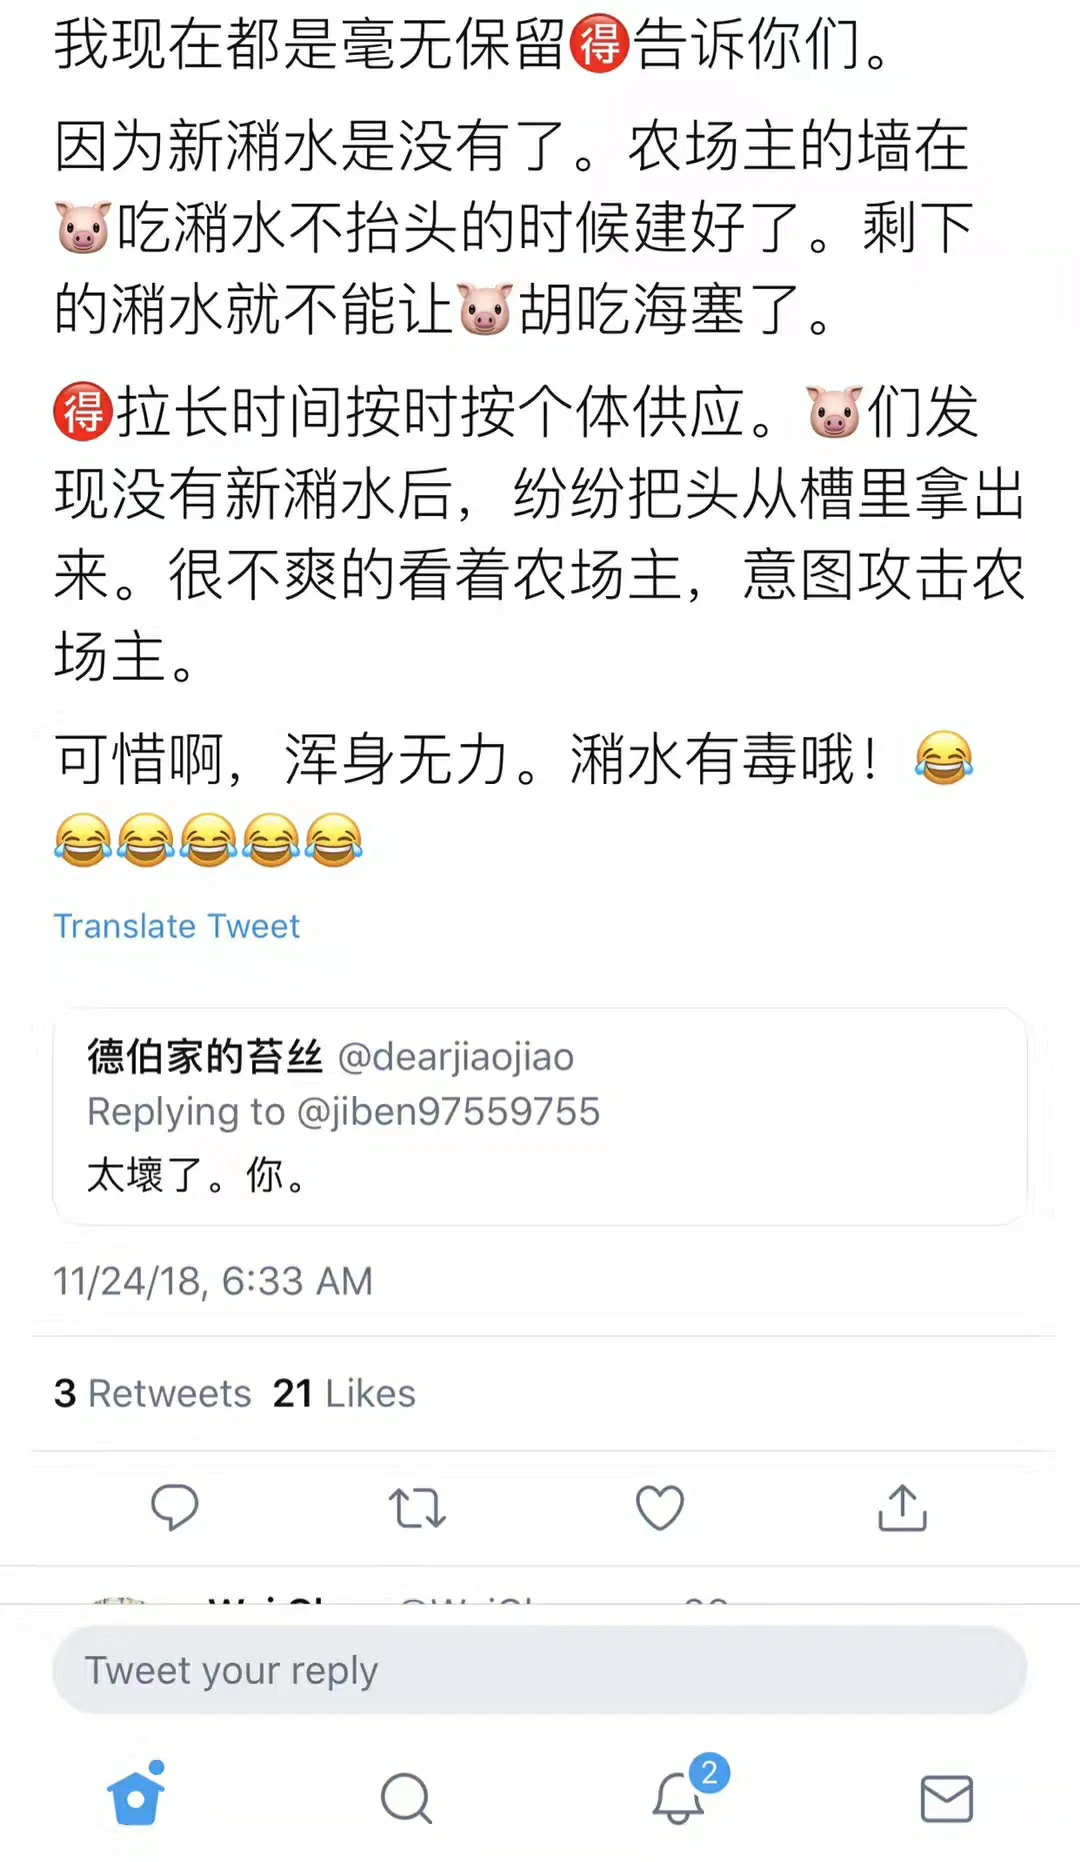 我现在都是毫无保留🉐告诉你们。
因为新潲水是没有了。农场主的墙在
🐷吃潲水不抬头的时候建好了。剩下
的潲水就不能让🐷胡吃海塞了。
🉐拉长时间按时按个体供应。🐷们发
现没有新潲水后，纷纷把头从槽里拿出
来。很不爽的看着农场主，意图攻击农
场主。
可惜啊，浑身无力。潲水有毒哦！😂
😂😂😂😂😂
Translate Tweet
德伯家的苔丝 @dearjiaojiao
Replying to @jiben97559755
太壞了。你。
11/24/18, 6:33 AM
3 Retweets 21 Likes
Tweet your reply
2